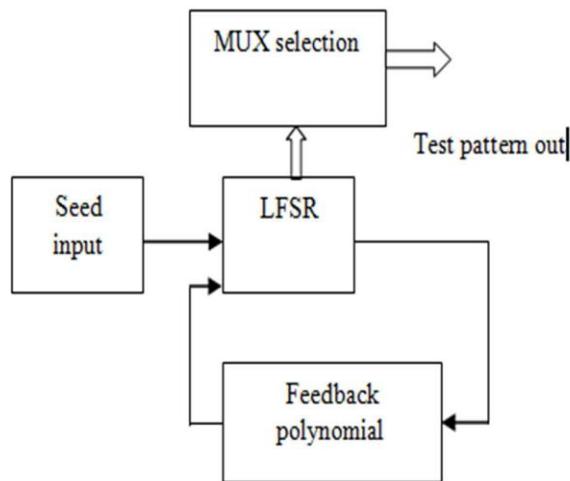 MUX selection
Test pattern out
Seed
input
LFSR
Feedback
polynomial